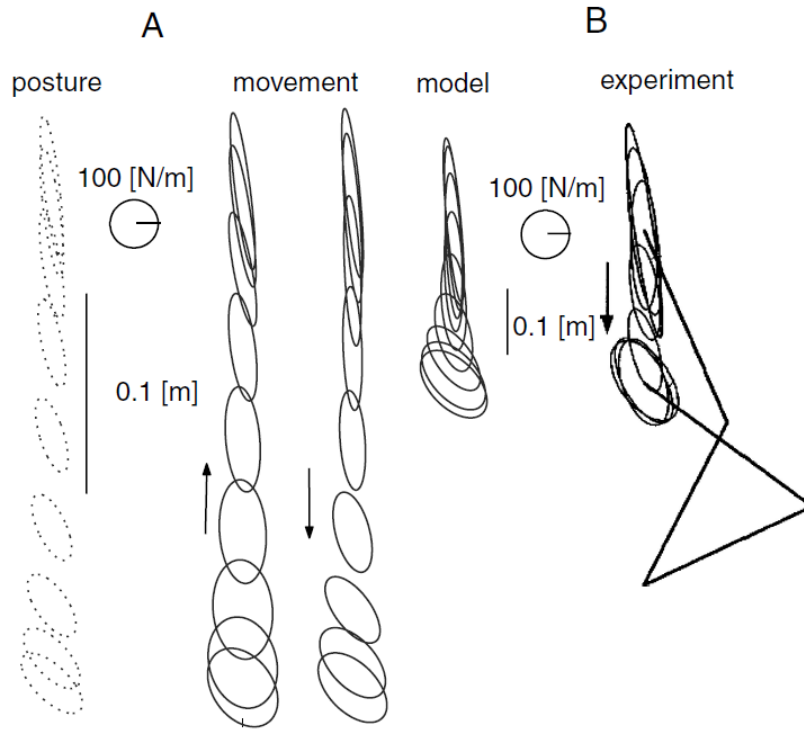 A
B
posture
movement
model
experiment
100 [N/m]
100 [N/m]
0.1 [m]
0.1 [m]